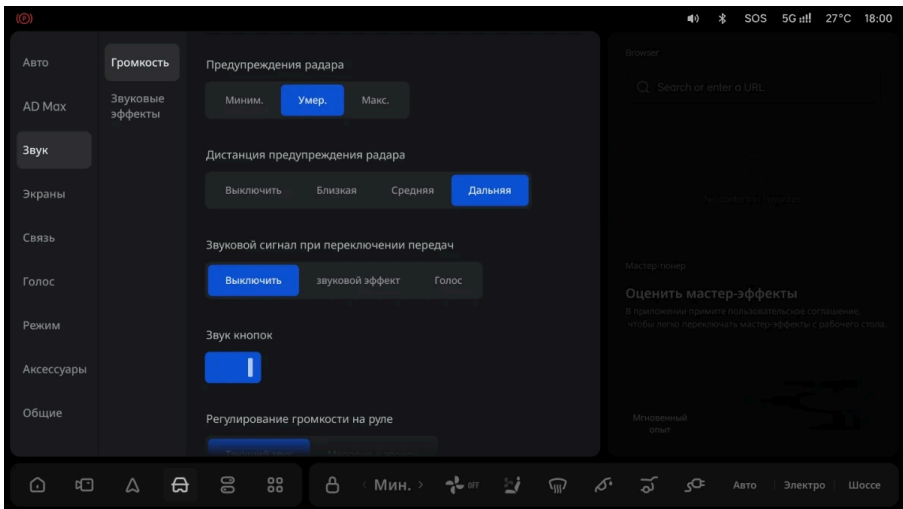 (P)
SOS 5G 27°C 18:00
Авто
AD Max
Звук
Экраны
Связь
Голос
Режим
Аксессуары
Общие
Громкость
Звуковые
эффекты
Предупреждения радара
Миним. Умер. Макс.
Дистанция предупреждения радара
Выключить Близкая Средняя Дальняя
Звуковой сигнал при переключении передач
Выключить звуковой эффект Голос
Звук кнопок
Регулирование громкости на руле
Browser
Search or enter a URL
Мастер-тюнер
Оценить мастер-эффекты
В приложении примите пользовательское соглашение,
чтобы легко переключать мастер-эффекты с рабочего стола.
Мгновенный
опыт
< Мин. > OFF Авто Электро Шоссе